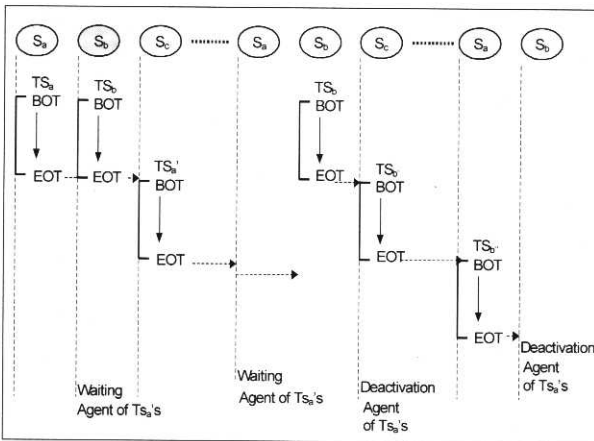 Sa Sb Sc ......... Sa Sb Sc ......... Sa Sb
TSa
BOT
EOT
TSb
BOT
EOT
TSa'
BOT
EOT
TSb
BOT
EOT
TSb'
BOT
EOT
TSb''
BOT
EOT
Waiting
Agent of Tsa's
Waiting
Agent of Tsa's
Deactivation
Agent
of Tsa's
Deactivation
Agent
of Tsa's